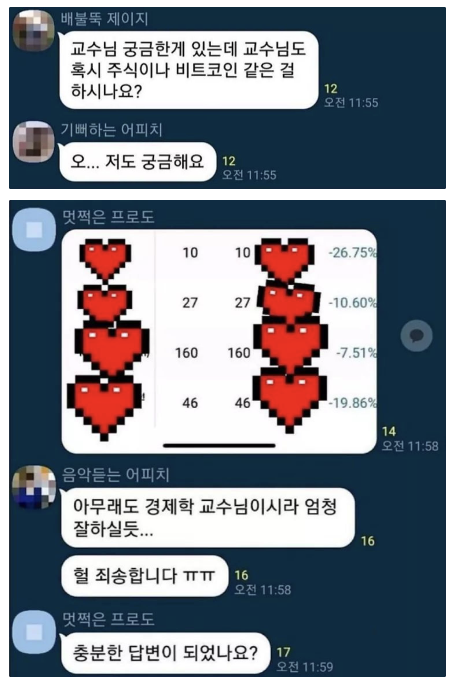 배불뚝 제이지
교수님 궁금한게 있는데 교수님도
혹시 주식이나 비트코인 같은 걸
하시나요?
12
오전 11:55
기뻐하는 어피치
오... 저도 궁금해요
12
오전 11:55
멋쩍은 프로도
10 10 -26.75%
27 27 -10.60%
160 160 -7.51%
46 46 -19.86%
14
오전 11:58
음악듣는 어피치
아무래도 경제학 교수님이시라 엄청
잘하실듯...
16
헐 죄송합니다 ㅠㅠ
16
오전 11:58
멋쩍은 프로도
충분한 답변이 되었나요?
17
오전 11:59